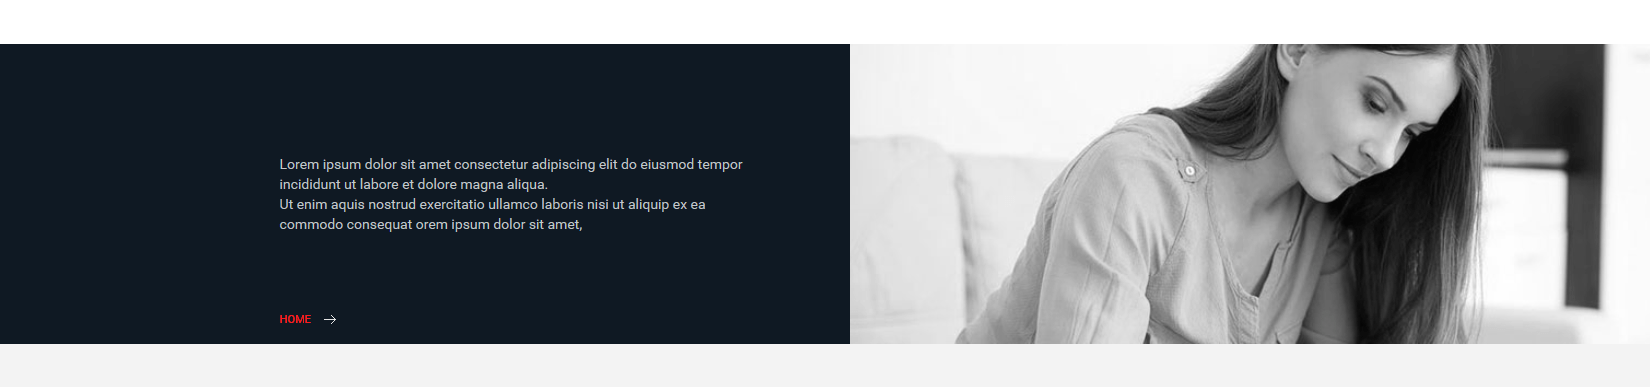 Lorem ipsum dolor sit amet consectetur adipiscing elit do eiusmod tempor
incididunt ut labore et dolore magna aliqua.
Ut enim aquis nostrud exercitatio ullamco laboris nisi ut aliquip ex ea
commodo consequat orem ipsum dolor sit amet,
HOME